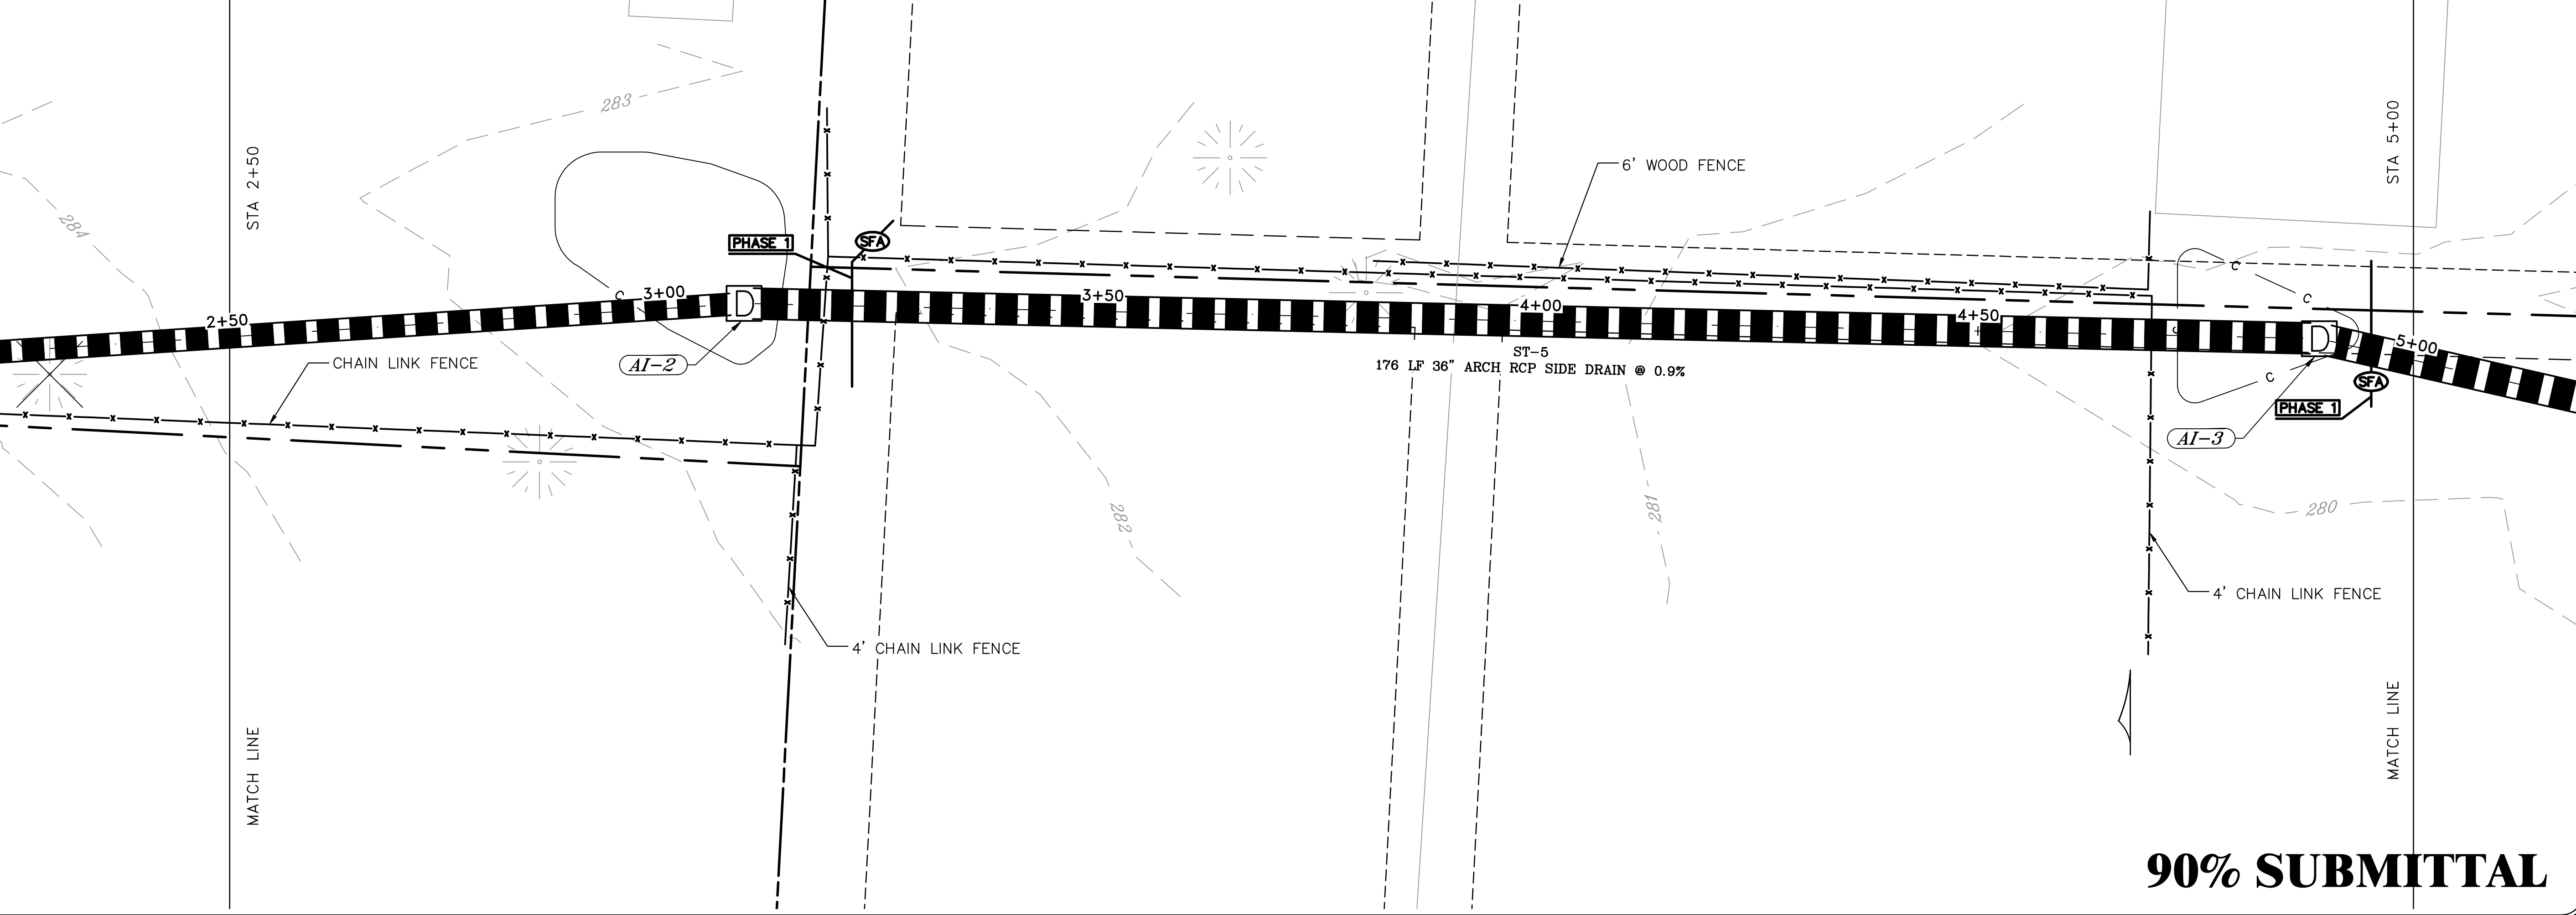 283
284
STA 2+50
STA 5+00
6' WOOD FENCE
PHASE 1
SFA
C
3+00
D
2+50
3+50
4+00
4+50
C
C
C
C
D
5+00
CHAIN LINK FENCE
AI-2
ST-5
176 LF 36" ARCH RCP SIDE DRAIN @ 0.9%
SFA
PHASE 1
AI-3
282
281
280
4' CHAIN LINK FENCE
4' CHAIN LINK FENCE
MATCH LINE
MATCH LINE
90% SUBMITTAL